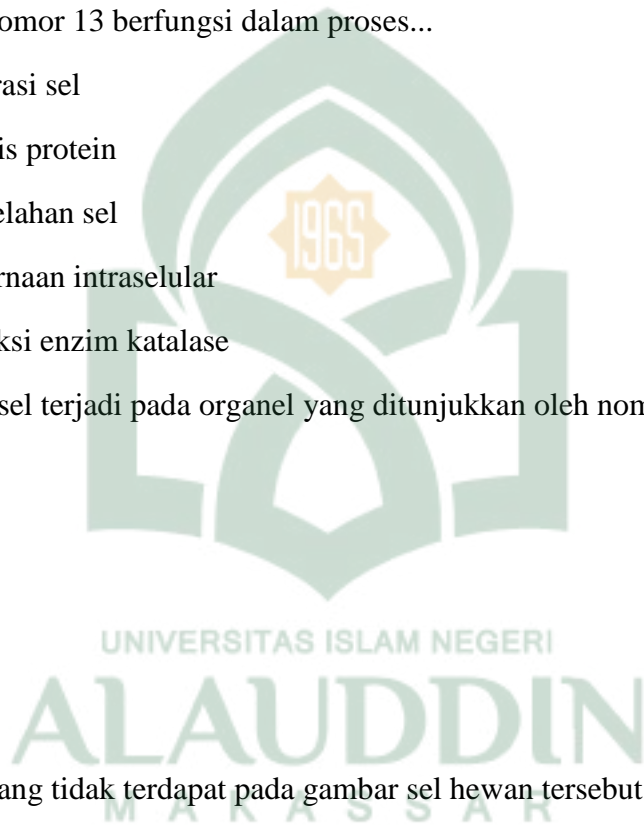 omor 13 berfungsi dalam proses...
rasi sel
is protein
elahan sel
1965
rnaan intraselular
ksi enzim katalase
sel terjadi pada organel yang ditunjukkan oleh nom
UNIVERSITAS ISLAM NEGERI
ALAUDDIN
ang tidak terdapat pada gambar sel hewan tersebut
MAKASSAR